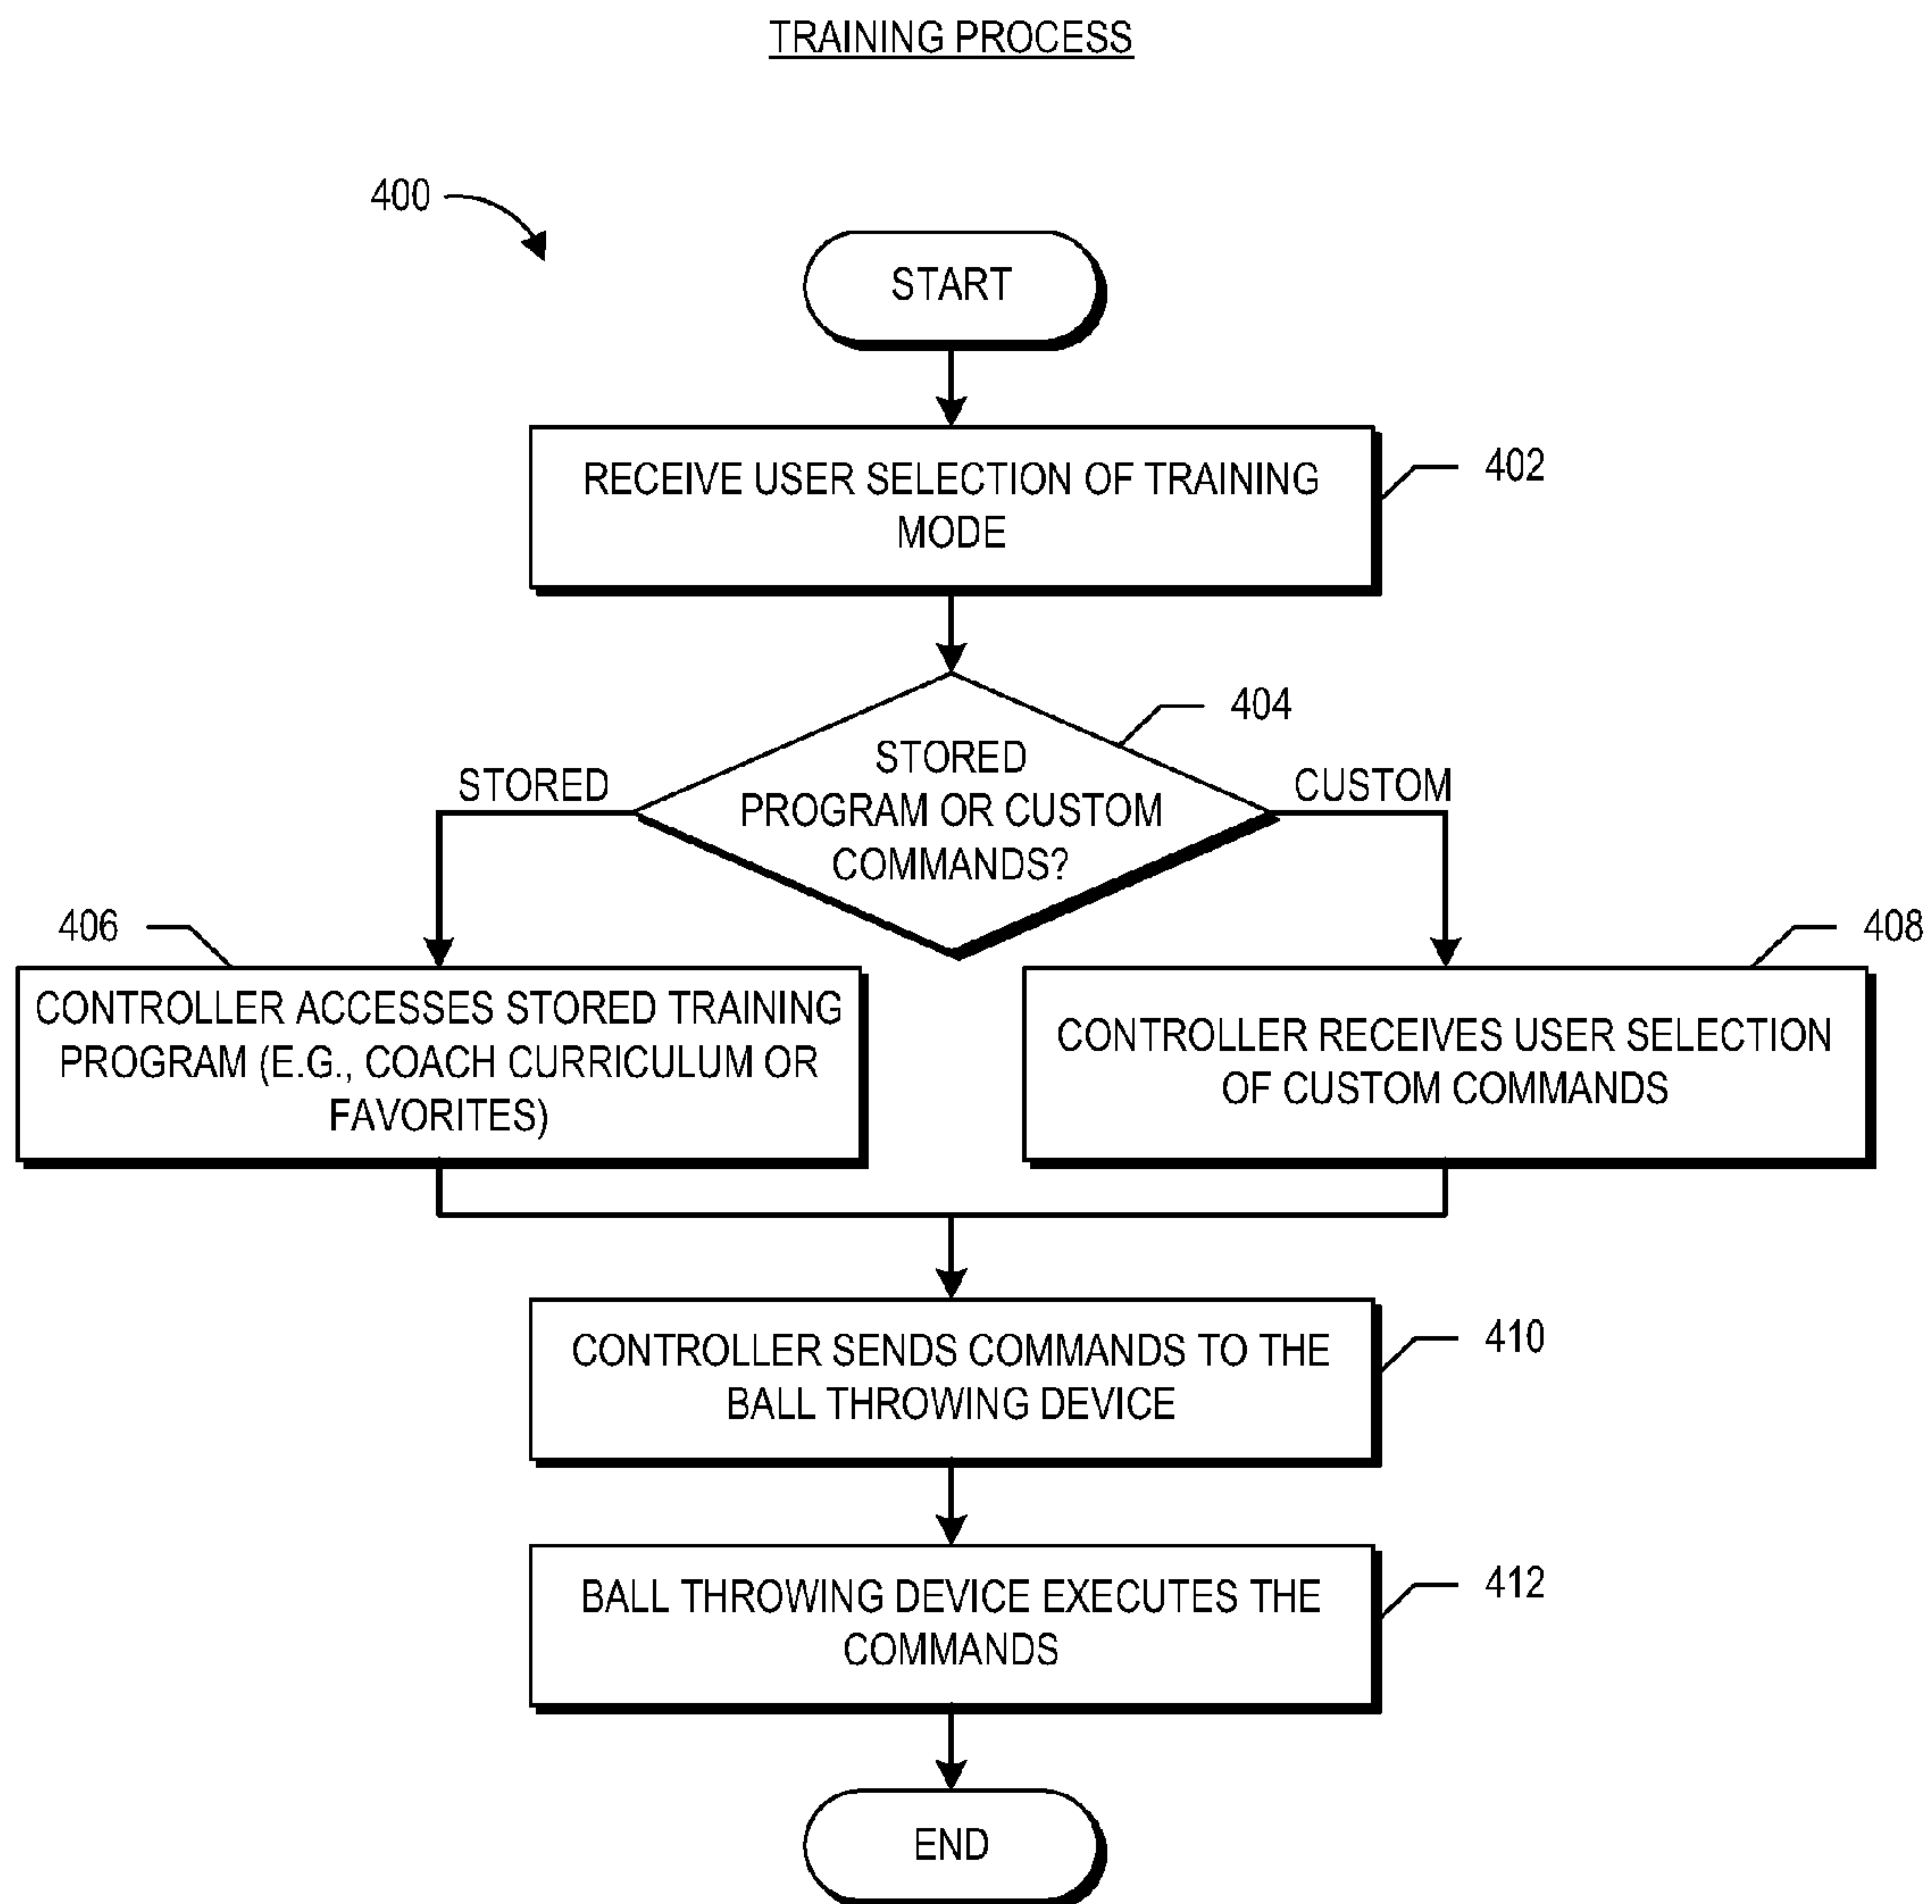 TRAINING PROCESS
400
START
RECEIVE USER SELECTION OF TRAINING
MODE
402
404
STORED
PROGRAM OR CUSTOM
COMMANDS?
STORED
CUSTOM
406
CONTROLLER ACCESSES STORED TRAINING
PROGRAM (E.G., COACH CURRICULUM OR
FAVORITES)
408
CONTROLLER RECEIVES USER SELECTION
OF CUSTOM COMMANDS
CONTROLLER SENDS COMMANDS TO THE
BALL THROWING DEVICE
410
BALL THROWING DEVICE EXECUTES THE
COMMANDS
412
END